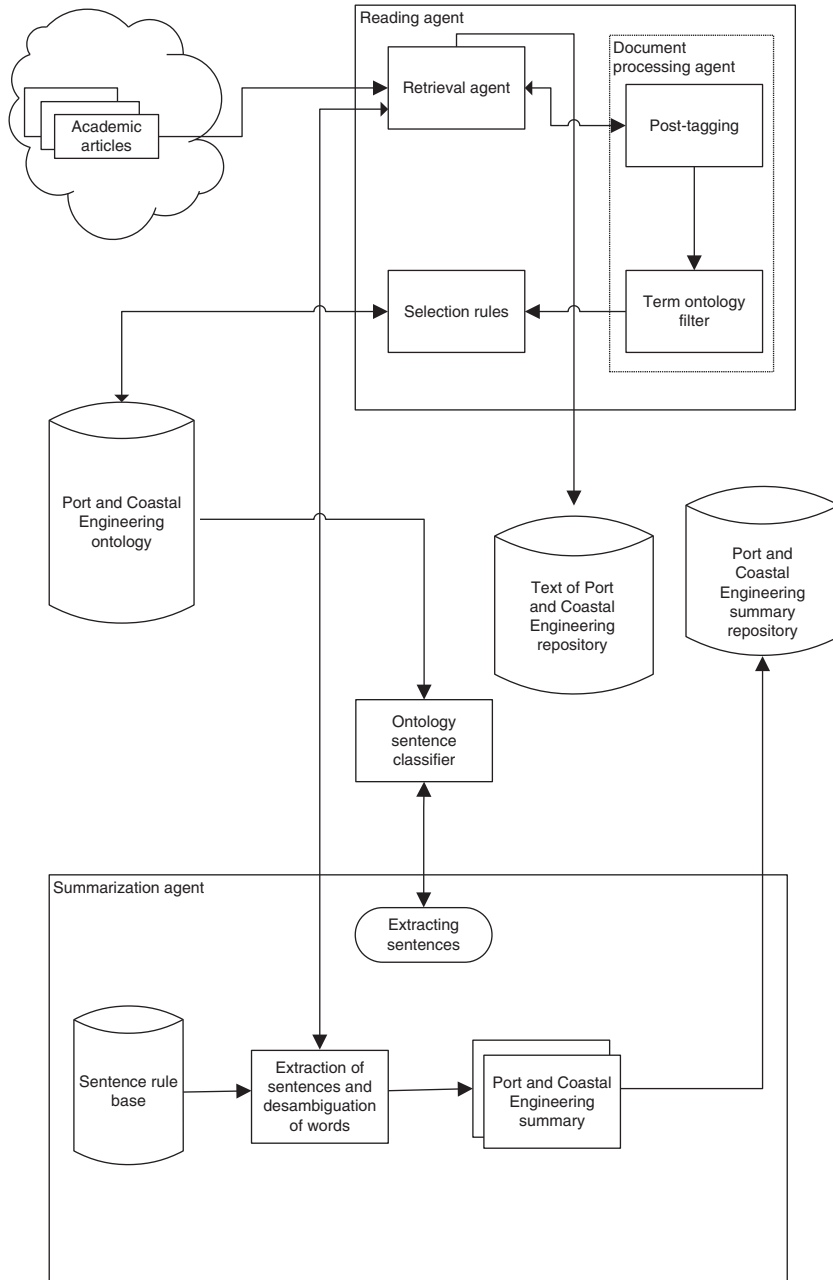 Reading agent
Document
processing agent
Retrieval agent
Post-tagging
Academic
articles
Selection rules
Term ontology
filter
Port and Coastal
Engineering
ontology
Text of Port
and Coastal
Engineering
repository
Port and
Coastal
Engineering
summary
repository
Ontology
sentence
classifier
Summarization agent
Extracting
sentences
Sentence rule
base
Extraction of
sentences and
desambiguation
of words
Port and Coastal
Engineering
summary